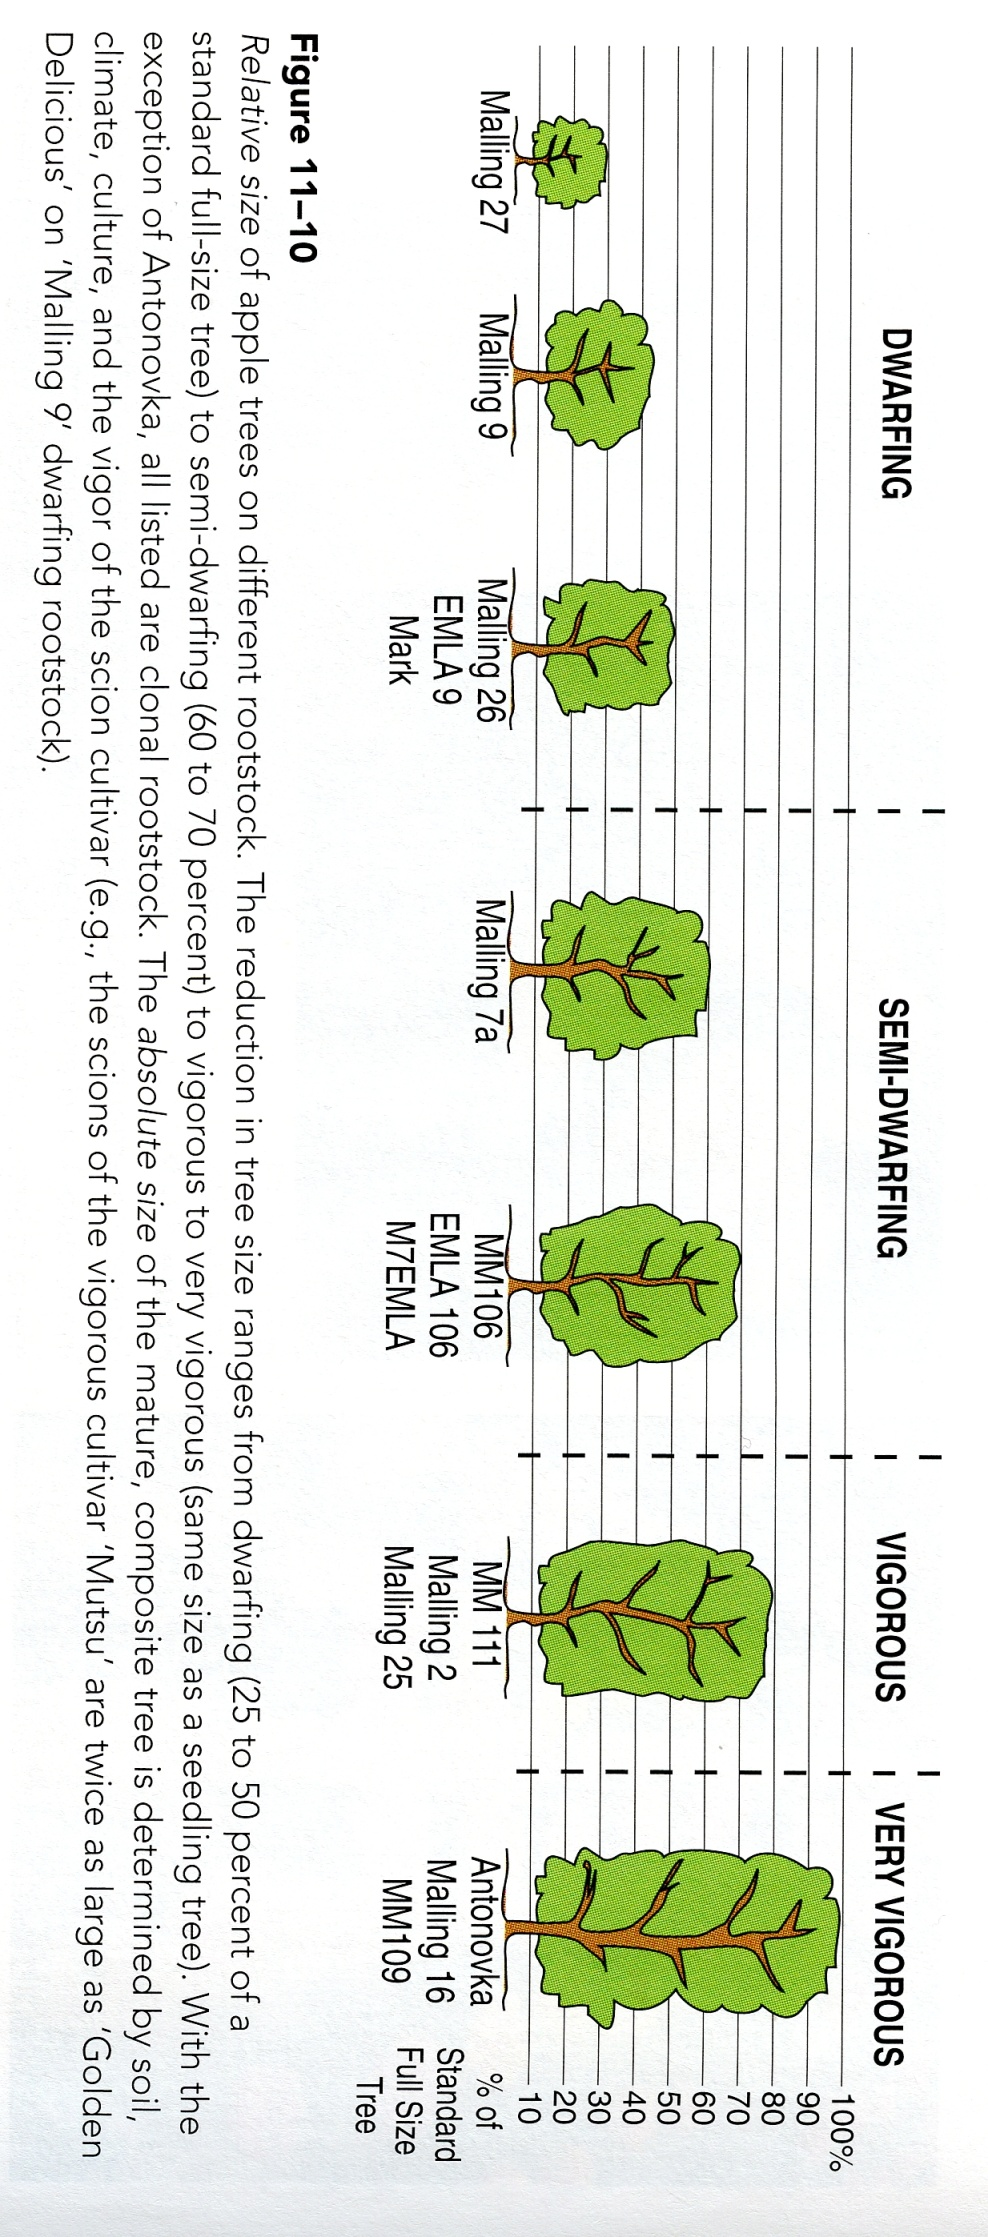 DWARFING
SEMI-DWARFING
VIGOROUS
VERY VIGOROUS
100%
90
80
70
60
50
40
30
20
10
% of
Standard
Full Size
Tree
Malling 27
Malling 9
Malling 26
EMLA 9
Mark
Malling 7a
MM106
EMLA 106
M7EMLA
MM 111
Malling 2
Malling 25
Antonovka
Malling 16
MM109
Figure 11–10
Relative size of apple trees on different rootstock. The reduction in tree size ranges from dwarfing (25 to 50 percent of a
standard full-size tree) to semi-dwarfing (60 to 70 percent) to vigorous to very vigorous (same size as a seedling tree). With the
exception of Antonovka, all listed are clonal rootstock. The absolute size of the mature, composite tree is determined by soil,
climate, culture, and the vigor of the scion cultivar (e.g., the scions of the vigorous cultivar ‘Mutsu’ are twice as large as ‘Golden
Delicious’ on ‘Malling 9’ dwarfing rootstock).